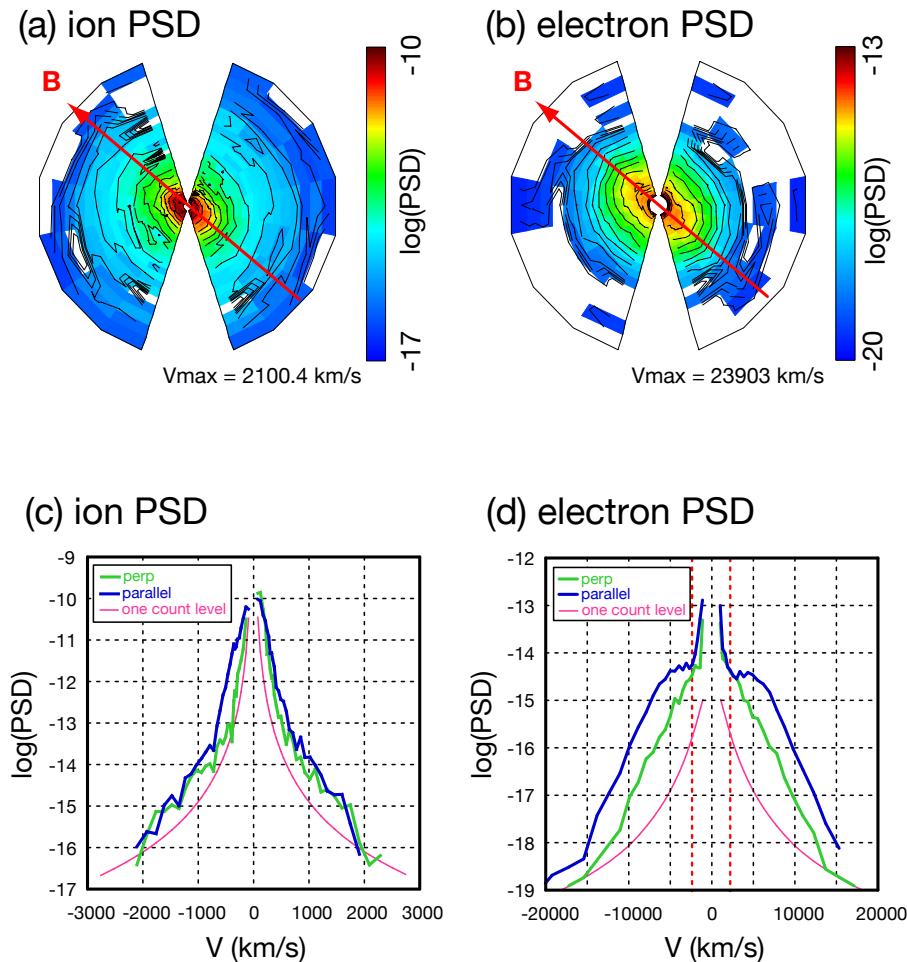 (a) ion PSD
B
-10
log(PSD)
-17
Vmax = 2100.4 km/s
(b) electron PSD
B
-13
log(PSD)
-20
Vmax = 23903 km/s
(c) ion PSD
-9
-10
-11
-12
-13
-14
-15
-16
-17
log(PSD)
perp
parallel
one count level
-3000 -2000 -1000 0 1000 2000 3000
V (km/s)
(d) electron PSD
-12
-13
-14
-15
-16
-17
-18
-19
log(PSD)
perp
parallel
one count level
-20000 -10000 0 10000 20000
V (km/s)